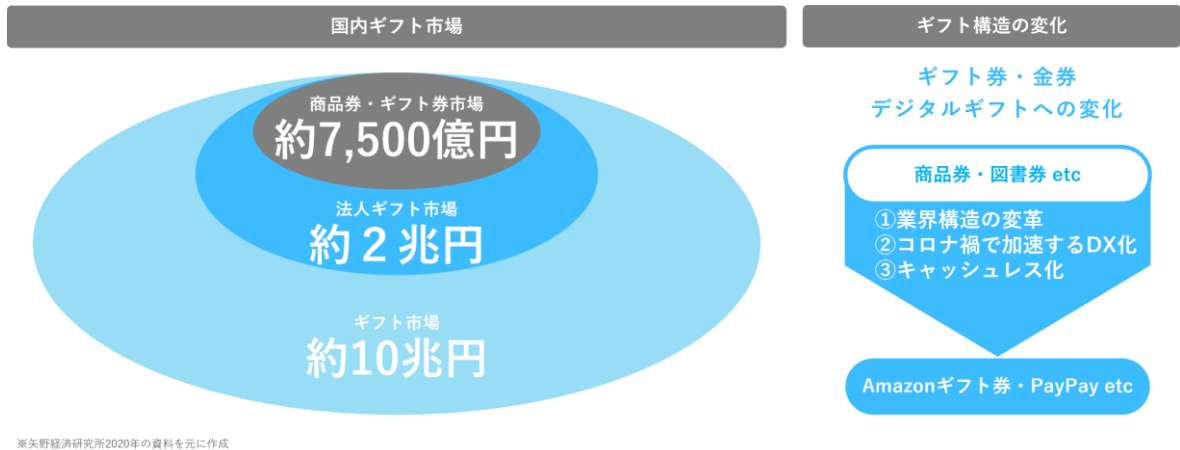 国内ギフト市場
商品券・ギフト券市場
約7,500億円
法人ギフト市場
約２兆円
ギフト市場
約10兆円
※矢野経済研究所2020年の資料を元に作成
ギフト構造の変化
ギフト券・金券
デジタルギフトへの変化
商品券・図書券 etc
①業界構造の変革
②コロナ禍で加速するDX化
③キャッシュレス化
Amazonギフト券・PayPay etc